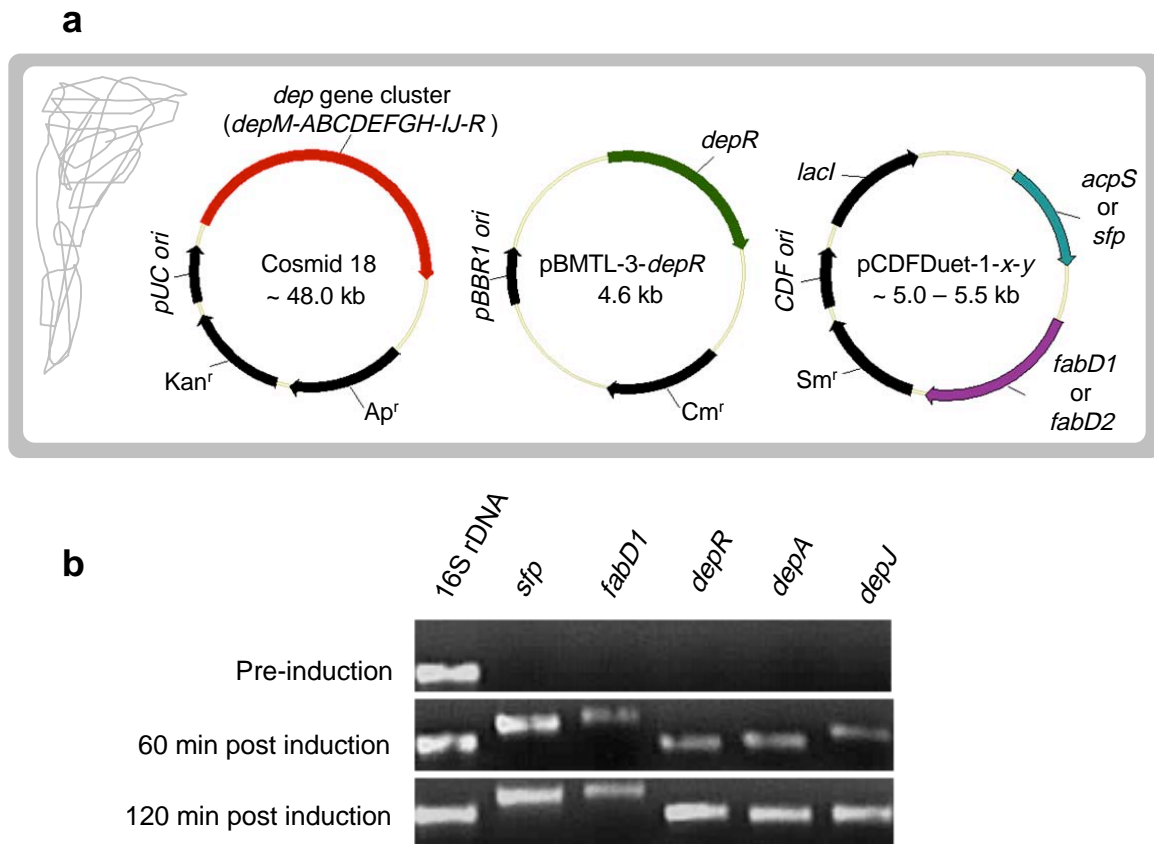 a
dep gene cluster
(depM-ABCDEFGH-IJ-R )
pUC ori
Cosmid 18
~ 48.0 kb
Kanʳ
Apʳ
depR
pBBR1 ori
pBMTL-3-depR
4.6 kb
Cmʳ
lacI
acpS
or
sfp
CDF ori
pCDFDuet-1-x-y
~ 5.0 – 5.5 kb
Smʳ
fabD1
or
fabD2
b
16S rDNA
sfp
fabD1
depR
depA
depJ
Pre-induction
60 min post induction
120 min post induction